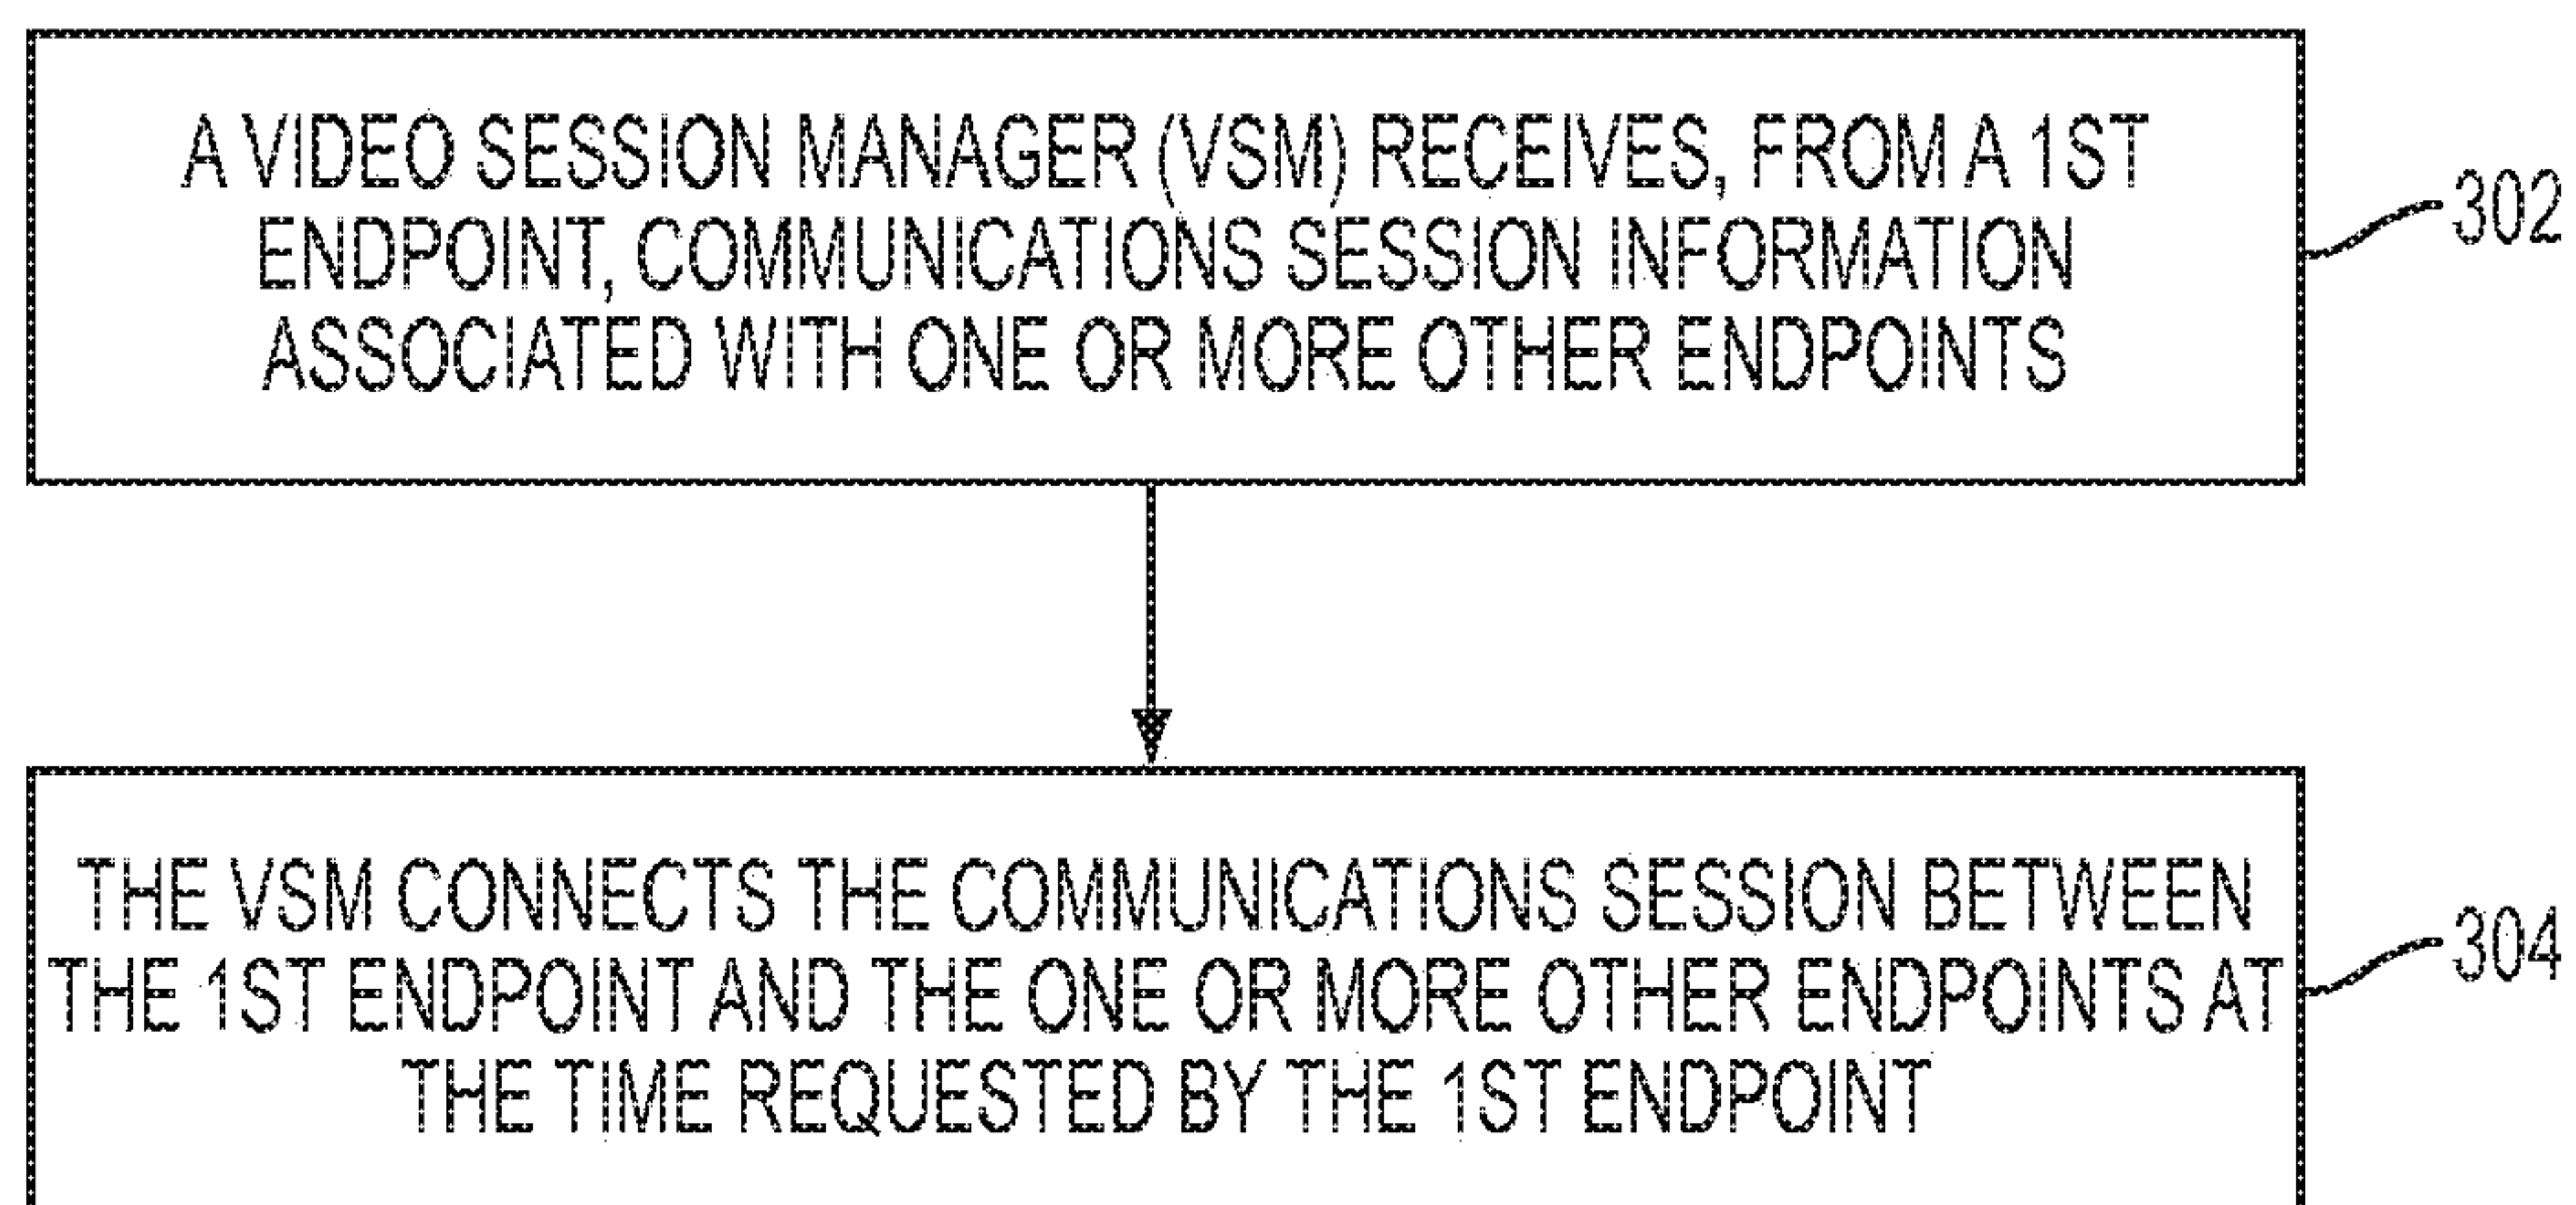 A VIDEO SESSION MANAGER (VSM) RECEIVES, FROM A 1ST
ENDPOINT, COMMUNICATIONS SESSION INFORMATION
ASSOCIATED WITH ONE OR MORE OTHER ENDPOINTS
302
THE VSM CONNECTS THE COMMUNICATIONS SESSION BETWEEN
THE 1ST ENDPOINT AND THE ONE OR MORE OTHER ENDPOINTS AT
THE TIME REQUESTED BY THE 1ST ENDPOINT
304